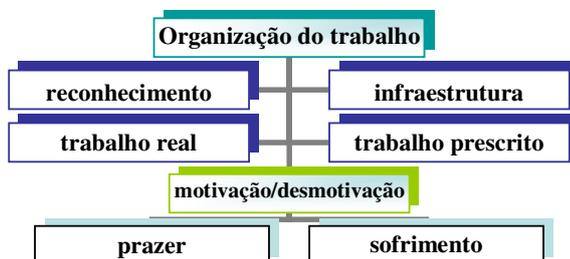 Organização do trabalho
reconhecimento
infraestrutura
trabalho real
trabalho prescrito
motivação/desmotivação
prazer
sofrimento